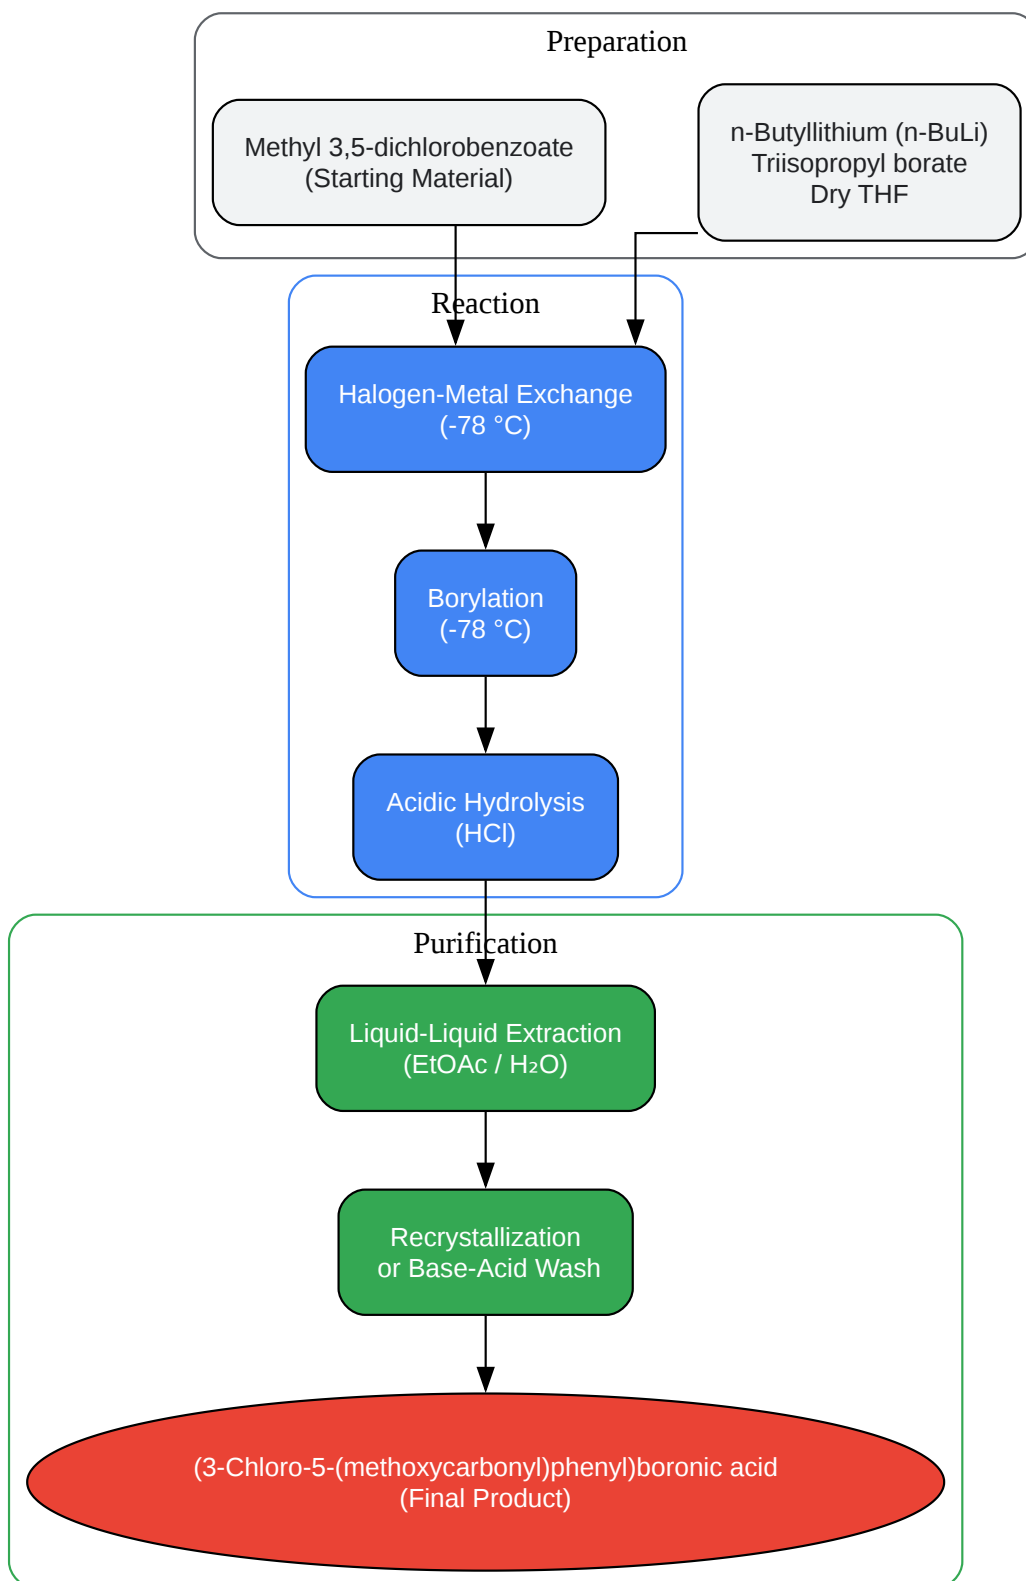 Preparation
Methyl 3,5-dichlorobenzoate
(Starting Material)
n-Butyllithium (n-BuLi)
Triisopropyl borate
Dry THF
Reaction
Halogen-Metal Exchange
(-78 °C)
Borylation
(-78 °C)
Acidic Hydrolysis
(HCl)
Purification
Liquid-Liquid Extraction
(EtOAc / H₂O)
Recrystallization
or Base-Acid Wash
(3-Chloro-5-(methoxycarbonyl)phenyl)boronic acid
(Final Product)